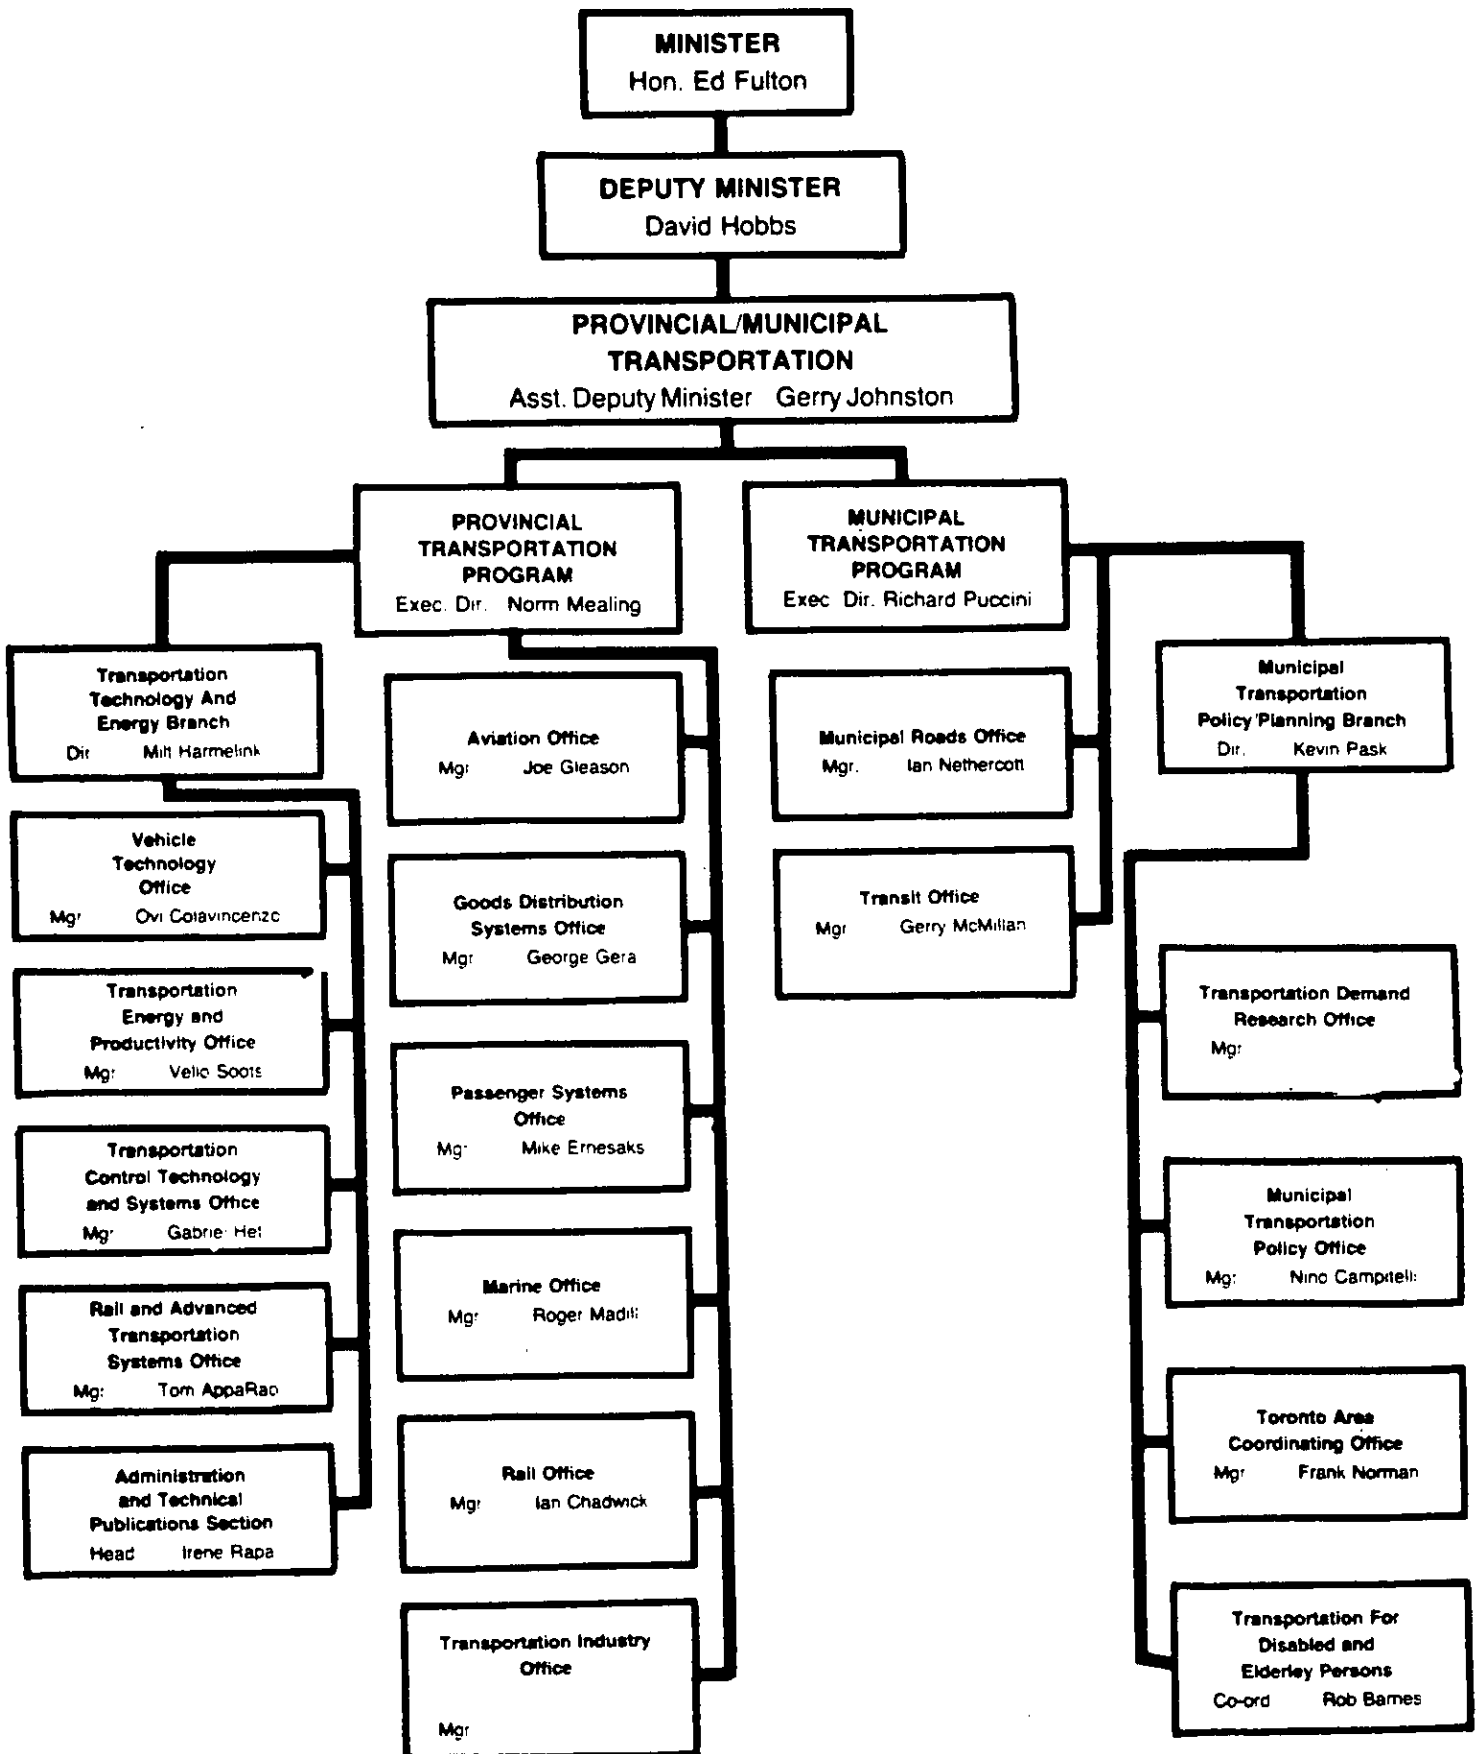 MINISTER
Hon. Ed Fulton
DEPUTY MINISTER
David Hobbs
PROVINCIAL/MUNICIPAL
TRANSPORTATION
Asst. Deputy Minister Gerry Johnston
PROVINCIAL
TRANSPORTATION
PROGRAM
Exec. Dir. Norm Mealing
MUNICIPAL
TRANSPORTATION
PROGRAM
Exec Dir. Richard Puccini
Transportation
Technology And
Energy Branch
Dir Milt Harmelink
Vehicle
Technology
Office
Mgr Ovi Colavincenzo
Transportation
Energy and
Productivity Office
Mgr Vello Soots
Transportation
Control Technology
and Systems Office
Mgr Gabriel
Rail and Advanced
Transportation
Systems Office
Mgr Tom AppaRao
Administration
and Technical
Publications Section
Head Irene Rapa
Aviation Office
Mgr Joe Gleason
Goods Distribution
Systems Office
Mgr George Gera
Passenger Systems
Office
Mgr Mike Ernesaks
Marine Office
Mgr Roger Madill
Rail Office
Mgr Ian Chadwick
Transportation Industry
Office
Mgr
Municipal Roads Office
Mgr. Ian Nethercott
Transit Office
Mgr Gerry McMillan
Municipal
Transportation
Policy/Planning Branch
Dir. Kevin Pask
Transportation Demand
Research Office
Mgr
Municipal
Transportation
Policy Office
Mgr Nino Campitelli
Toronto Area
Coordinating Office
Mgr Frank Norman
Transportation For
Disabled and
Elderley Persons
Co-ord Rob Barnes